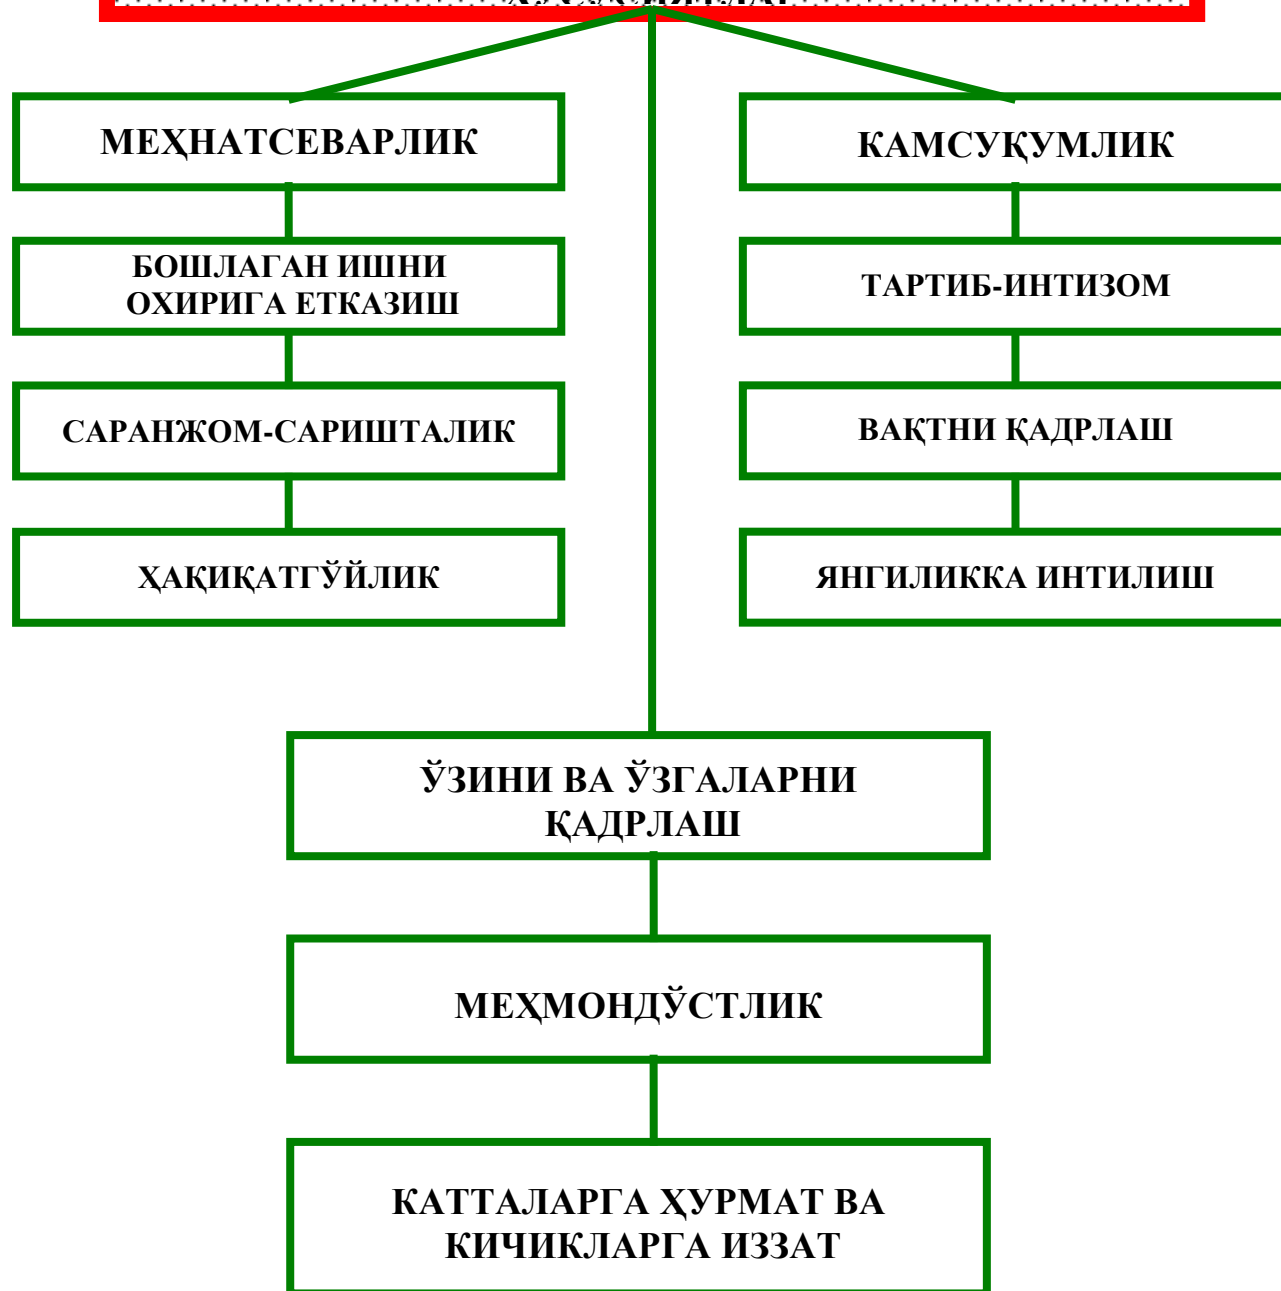 МЕҲНАТСЕВАРЛИК
КАМСУҚУМЛИК
БОШЛАГАН ИШНИ
ОХИРИГА ЕТКАЗИШ
ТАРТИБ-ИНТИЗОМ
САРАНЖОМ-САРИШТАЛИК
ВАҚТНИ ҚАДРЛАШ
ҲАҚИҚАТГЎЙЛИК
ЯНГИЛИККА ИНТИЛИШ
ЎЗИНИ ВА ЎЗГАЛАРНИ
ҚАДРЛАШ
МЕҲМОНДЎСТЛИК
КАТТАЛАРГА ҲУРМАТ ВА
КИЧИКЛАРГА ИЗЗАТ